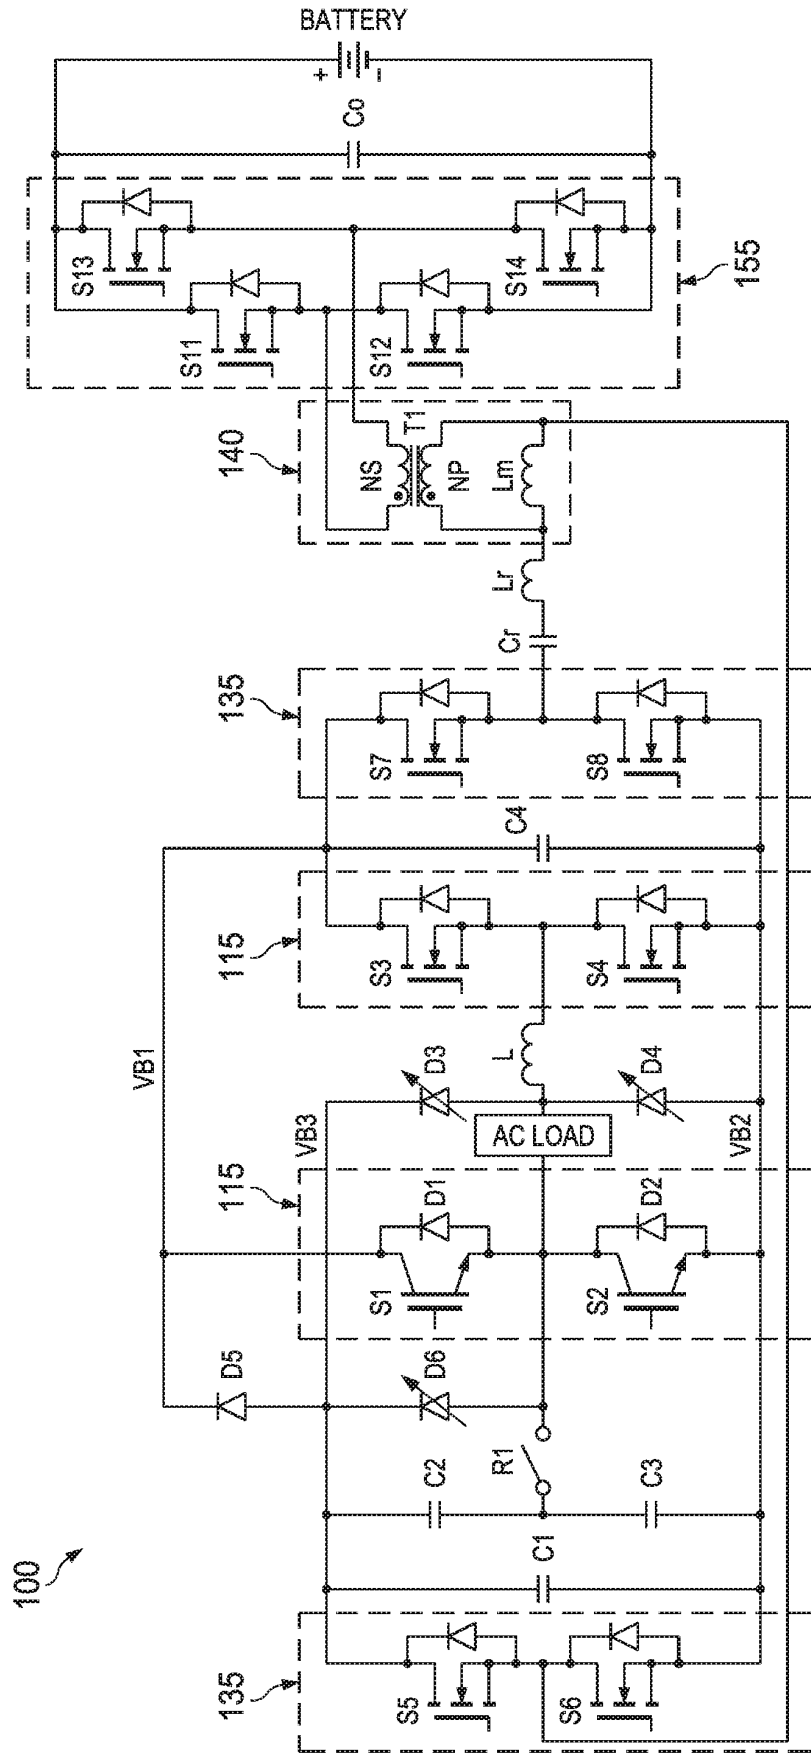 100
135
S5
S6
C1
C2
C3
R1
D5
D6
115
S1
S2
D1
D2
VB1
VB3
VB2
AC LOAD
D3
D4
L
115
S3
S4
C4
135
S7
S8
Cr
Lr
140
NS
T1
NP
Lm
155
S11
S12
S13
S14
Co
BATTERY
+
-